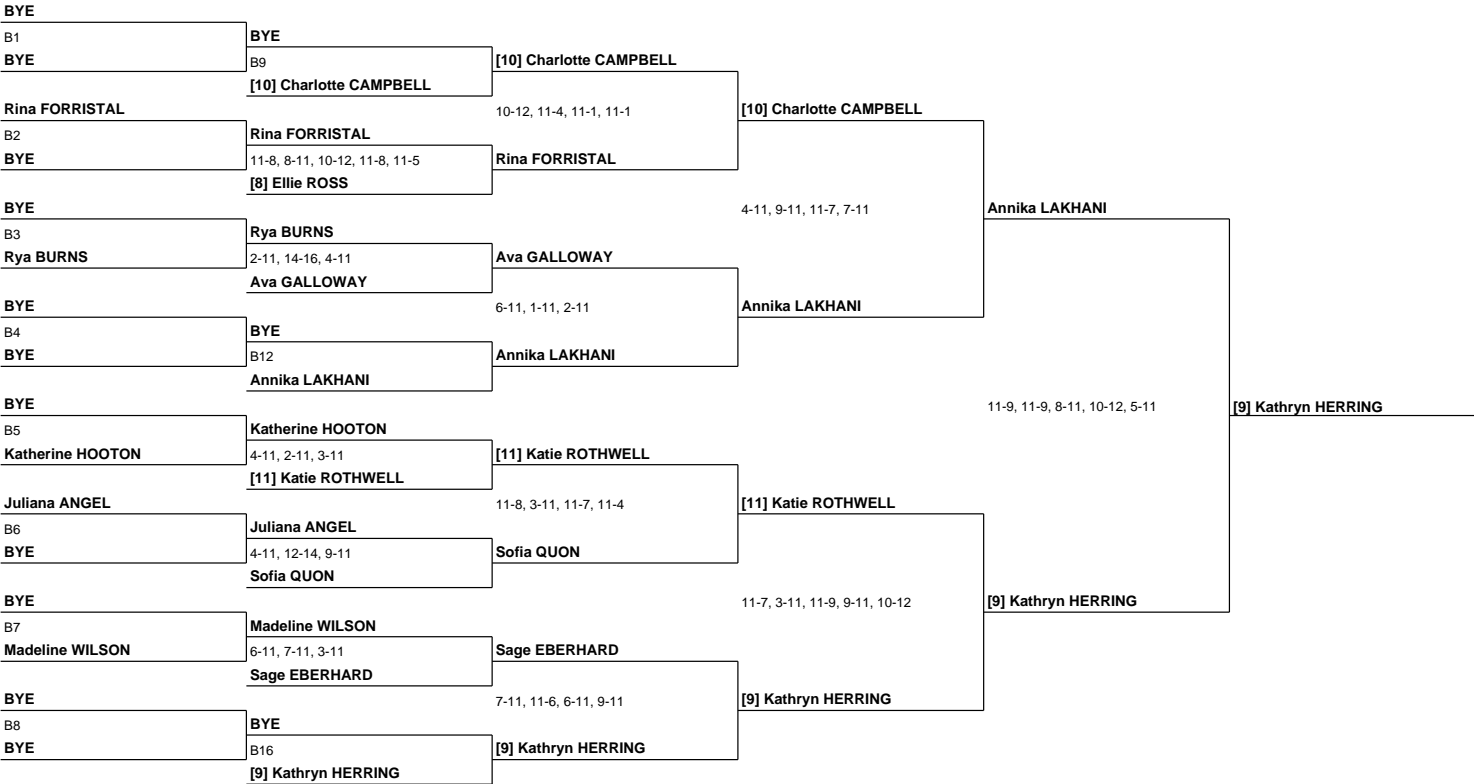 BYE
B1
BYE
BYE
B9
[10] Charlotte CAMPBELL
[10] Charlotte CAMPBELL
Rina FORRISTAL
10-12, 11-4, 11-1, 11-1
[10] Charlotte CAMPBELL
B2
Rina FORRISTAL
BYE
11-8, 8-11, 10-12, 11-8, 11-5
Rina FORRISTAL
[8] Ellie ROSS
BYE
4-11, 9-11, 11-7, 7-11
Annika LAKHANI
B3
Rya BURNS
Rya BURNS
2-11, 14-16, 4-11
Ava GALLOWAY
Ava GALLOWAY
BYE
6-11, 1-11, 2-11
Annika LAKHANI
B4
BYE
BYE
B12
Annika LAKHANI
Annika LAKHANI
BYE
11-9, 11-9, 8-11, 10-12, 5-11
[9] Kathryn HERRING
B5
Katherine HOOTON
Katherine HOOTON
4-11, 2-11, 3-11
[11] Katie ROTHWELL
[11] Katie ROTHWELL
Juliana ANGEL
11-8, 3-11, 11-7, 11-4
[11] Katie ROTHWELL
B6
Juliana ANGEL
BYE
4-11, 12-14, 9-11
Sofia QUON
Sofia QUON
BYE
11-7, 3-11, 11-9, 9-11, 10-12
[9] Kathryn HERRING
B7
Madeline WILSON
Madeline WILSON
6-11, 7-11, 3-11
Sage EBERHARD
Sage EBERHARD
BYE
7-11, 11-6, 6-11, 9-11
[9] Kathryn HERRING
B8
BYE
BYE
B16
[9] Kathryn HERRING
[9] Kathryn HERRING